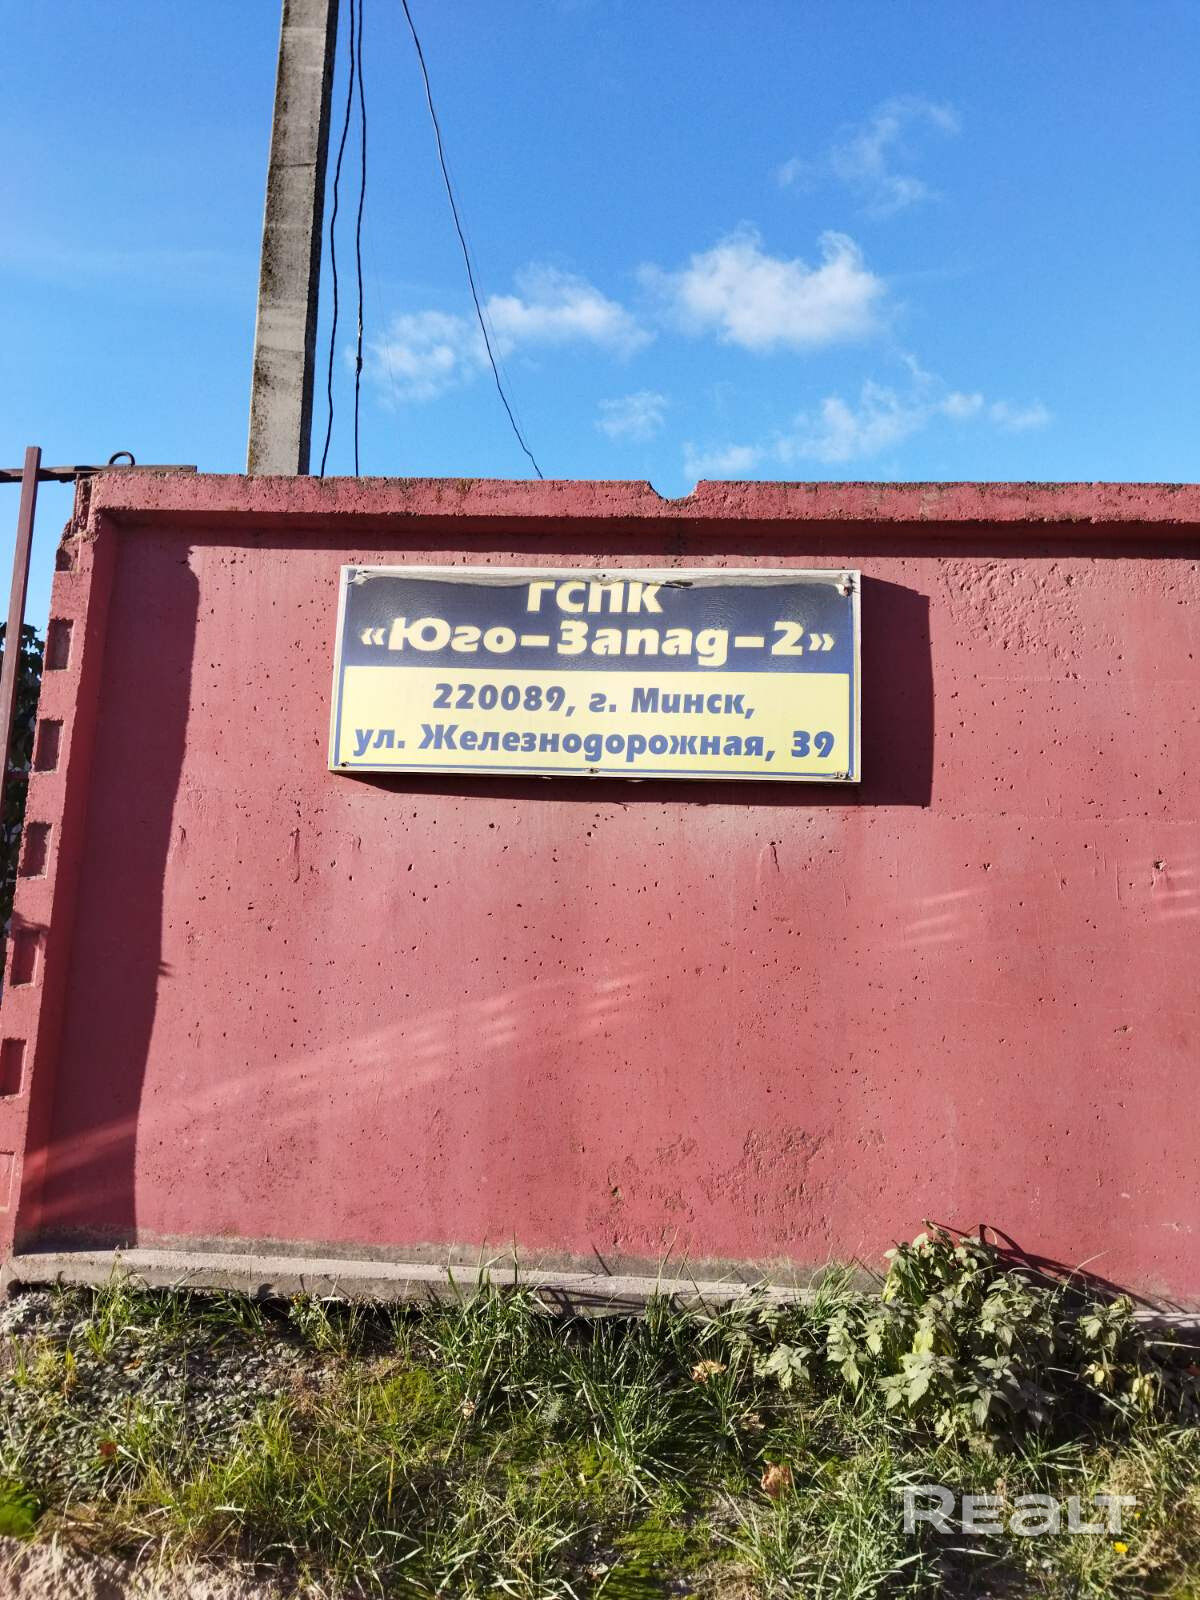 ГСПК
«Юго-Запад-2»
220089, г. Минск,
ул. Железнодорожная, 39
Realt